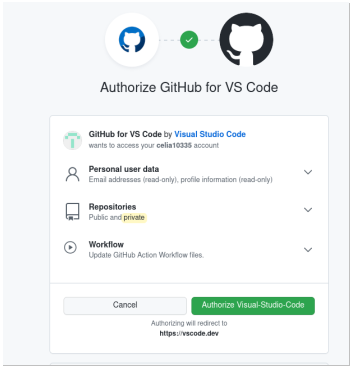 Authorize GitHub for VS Code
GitHub for VS Code by Visual Studio Code
wants to access your celia10335 account
Personal user data
Email addresses (read-only), profile information (read-only)
Repositories
Public and private
Workflow
Update GitHub Action Workflow files.
Cancel
Authorize Visual-Studio-Code
Authorizing will redirect to
https://vscode.dev